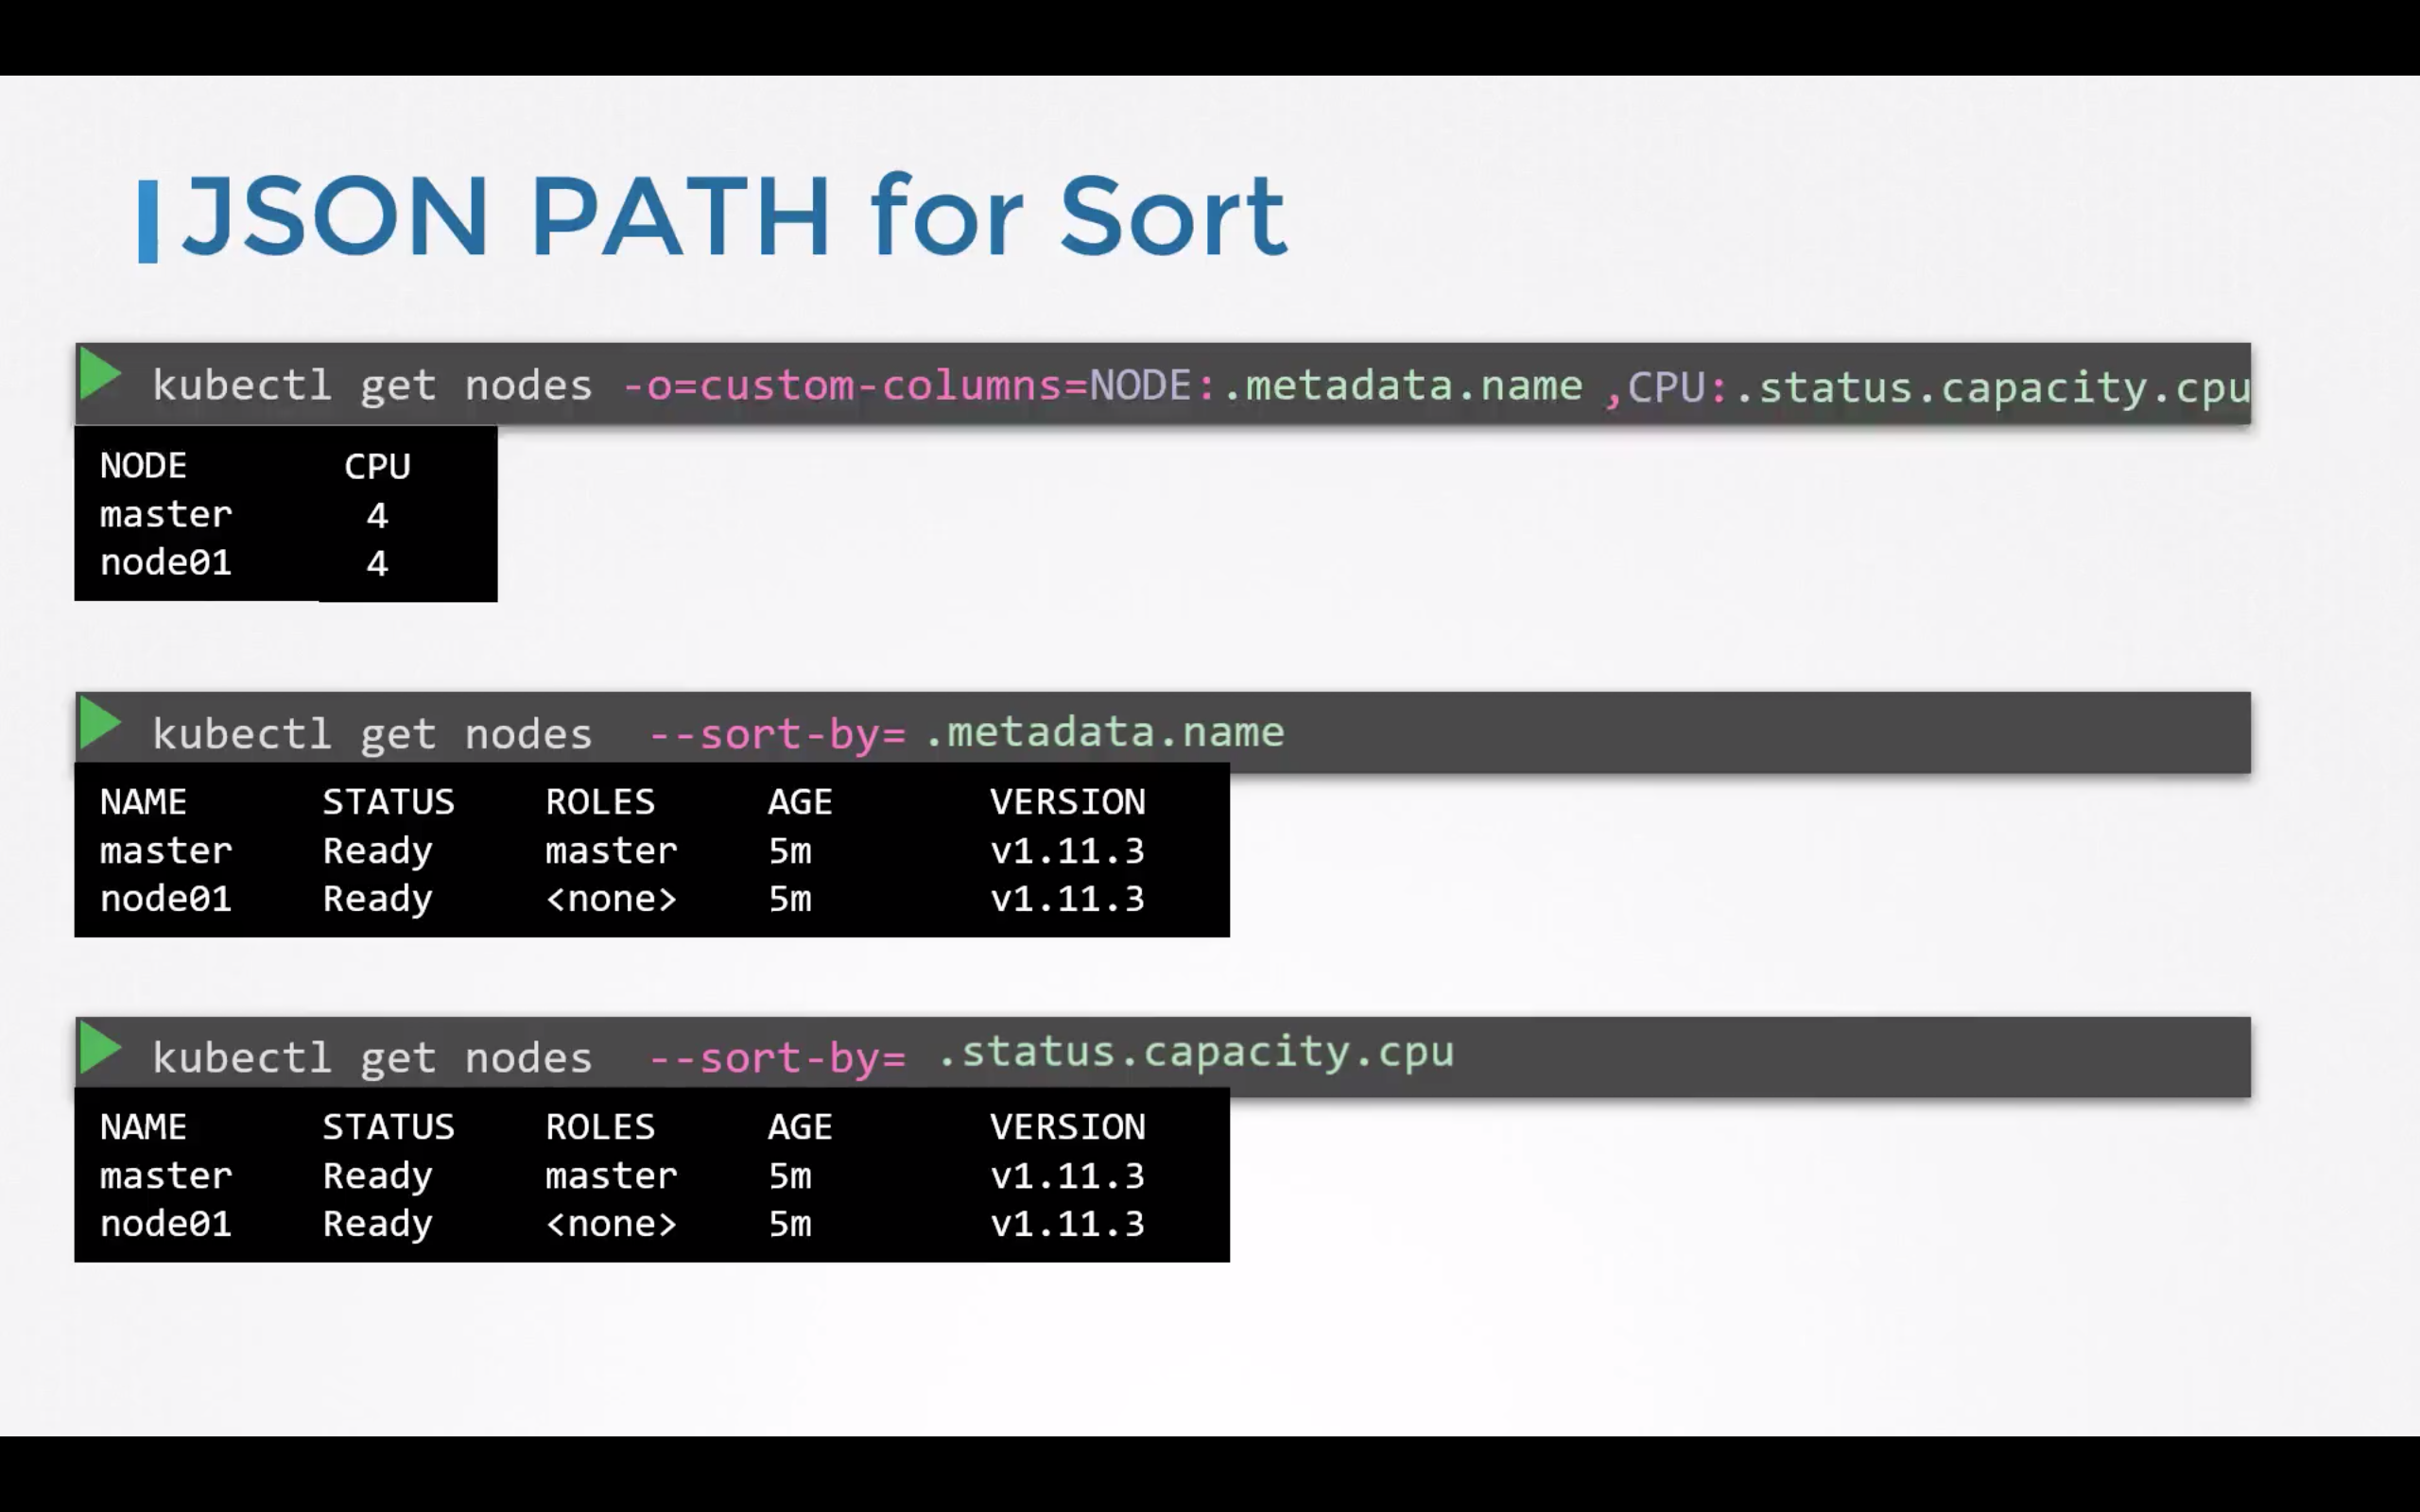 JSON PATH for Sort
kubectl get nodes -o=custom-columns=NODE:.metadata.name ,CPU:.status.capacity.cpu
NODE CPU
master 4
node01 4
kubectl get nodes --sort-by= .metadata.name
NAME STATUS ROLES AGE VERSION
master Ready master 5m v1.11.3
node01 Ready <none> 5m v1.11.3
kubectl get nodes --sort-by= .status.capacity.cpu
NAME STATUS ROLES AGE VERSION
master Ready master 5m v1.11.3
node01 Ready <none> 5m v1.11.3